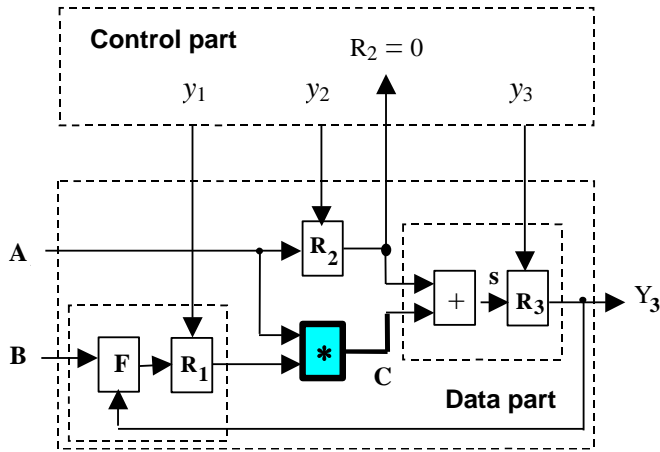 Control part
R₂ = 0
y₁ y₂ y₃
A
R₂
B
F
R₁
*
C
+
s
R₃
Y₃
Data part